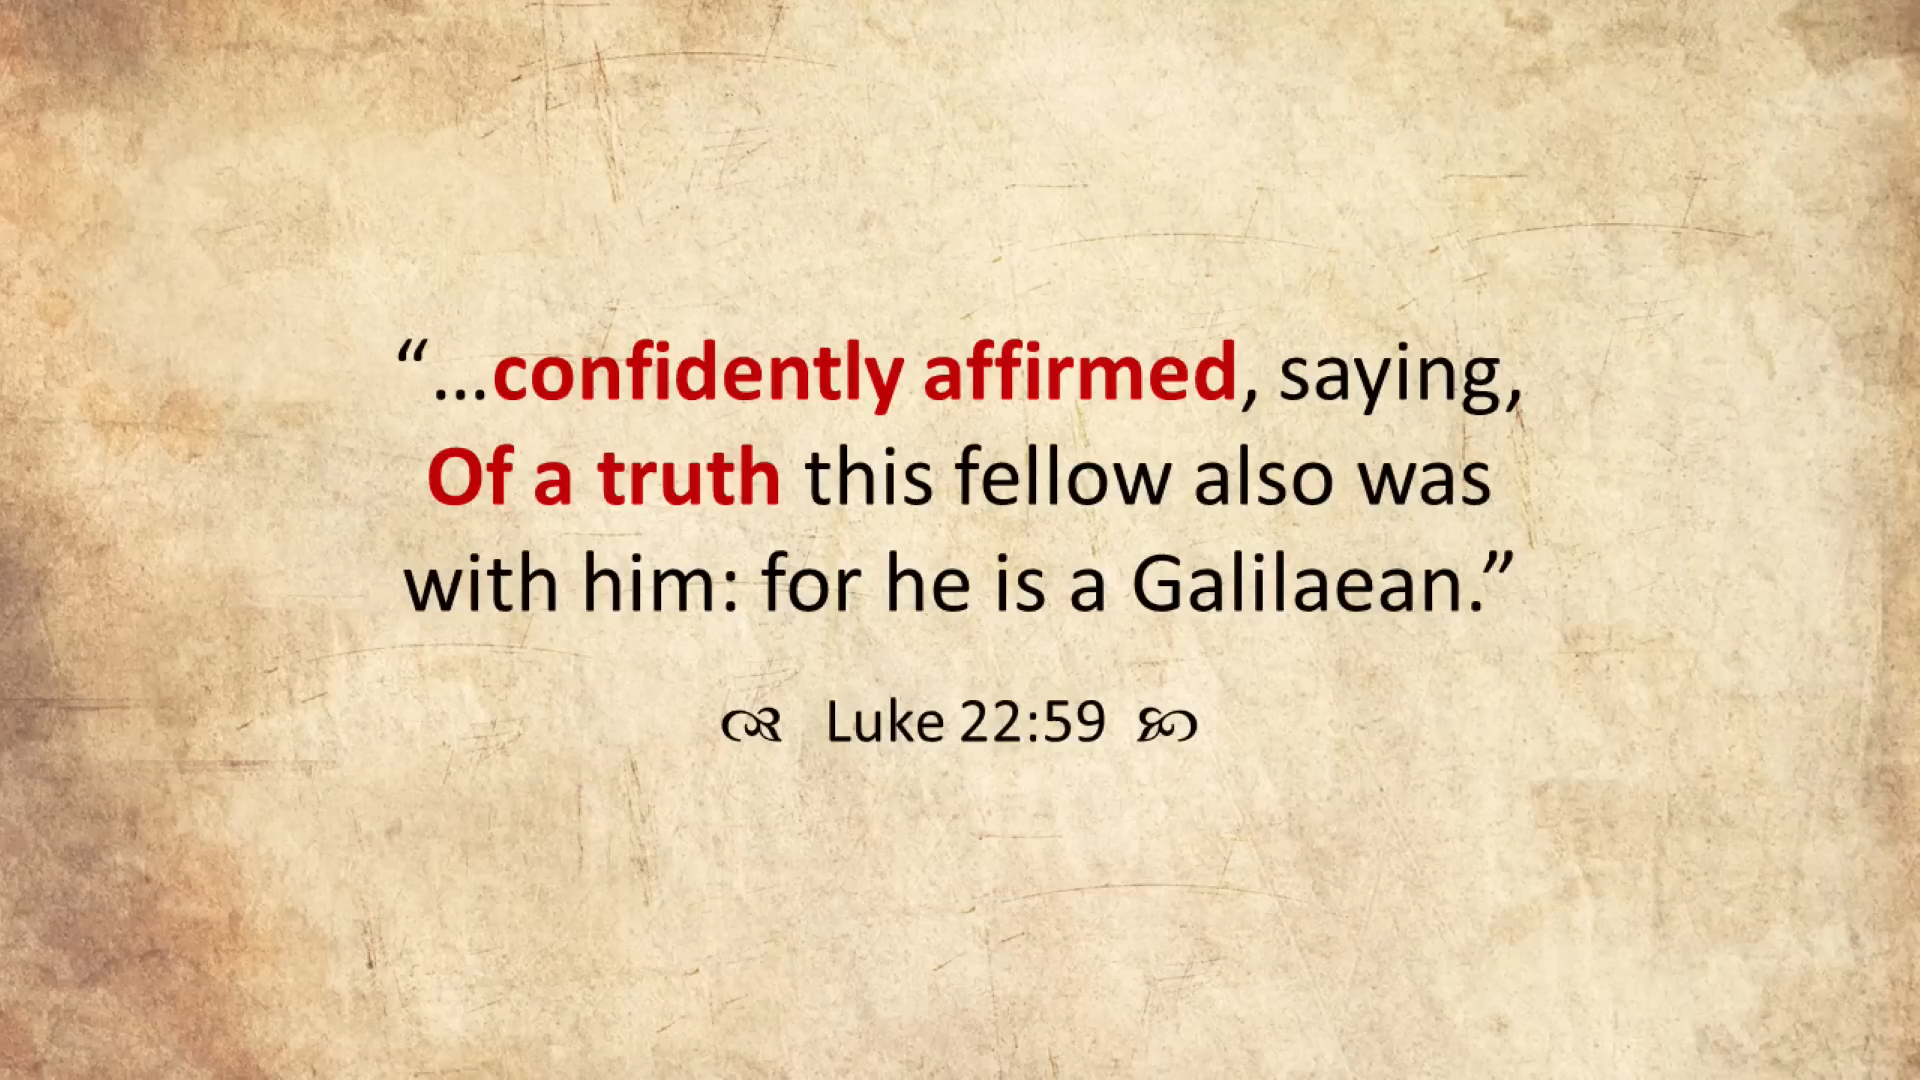 “...confidently affirmed, saying,
Of a truth this fellow also was
with him: for he is a Galilaean.”
Luke 22:59